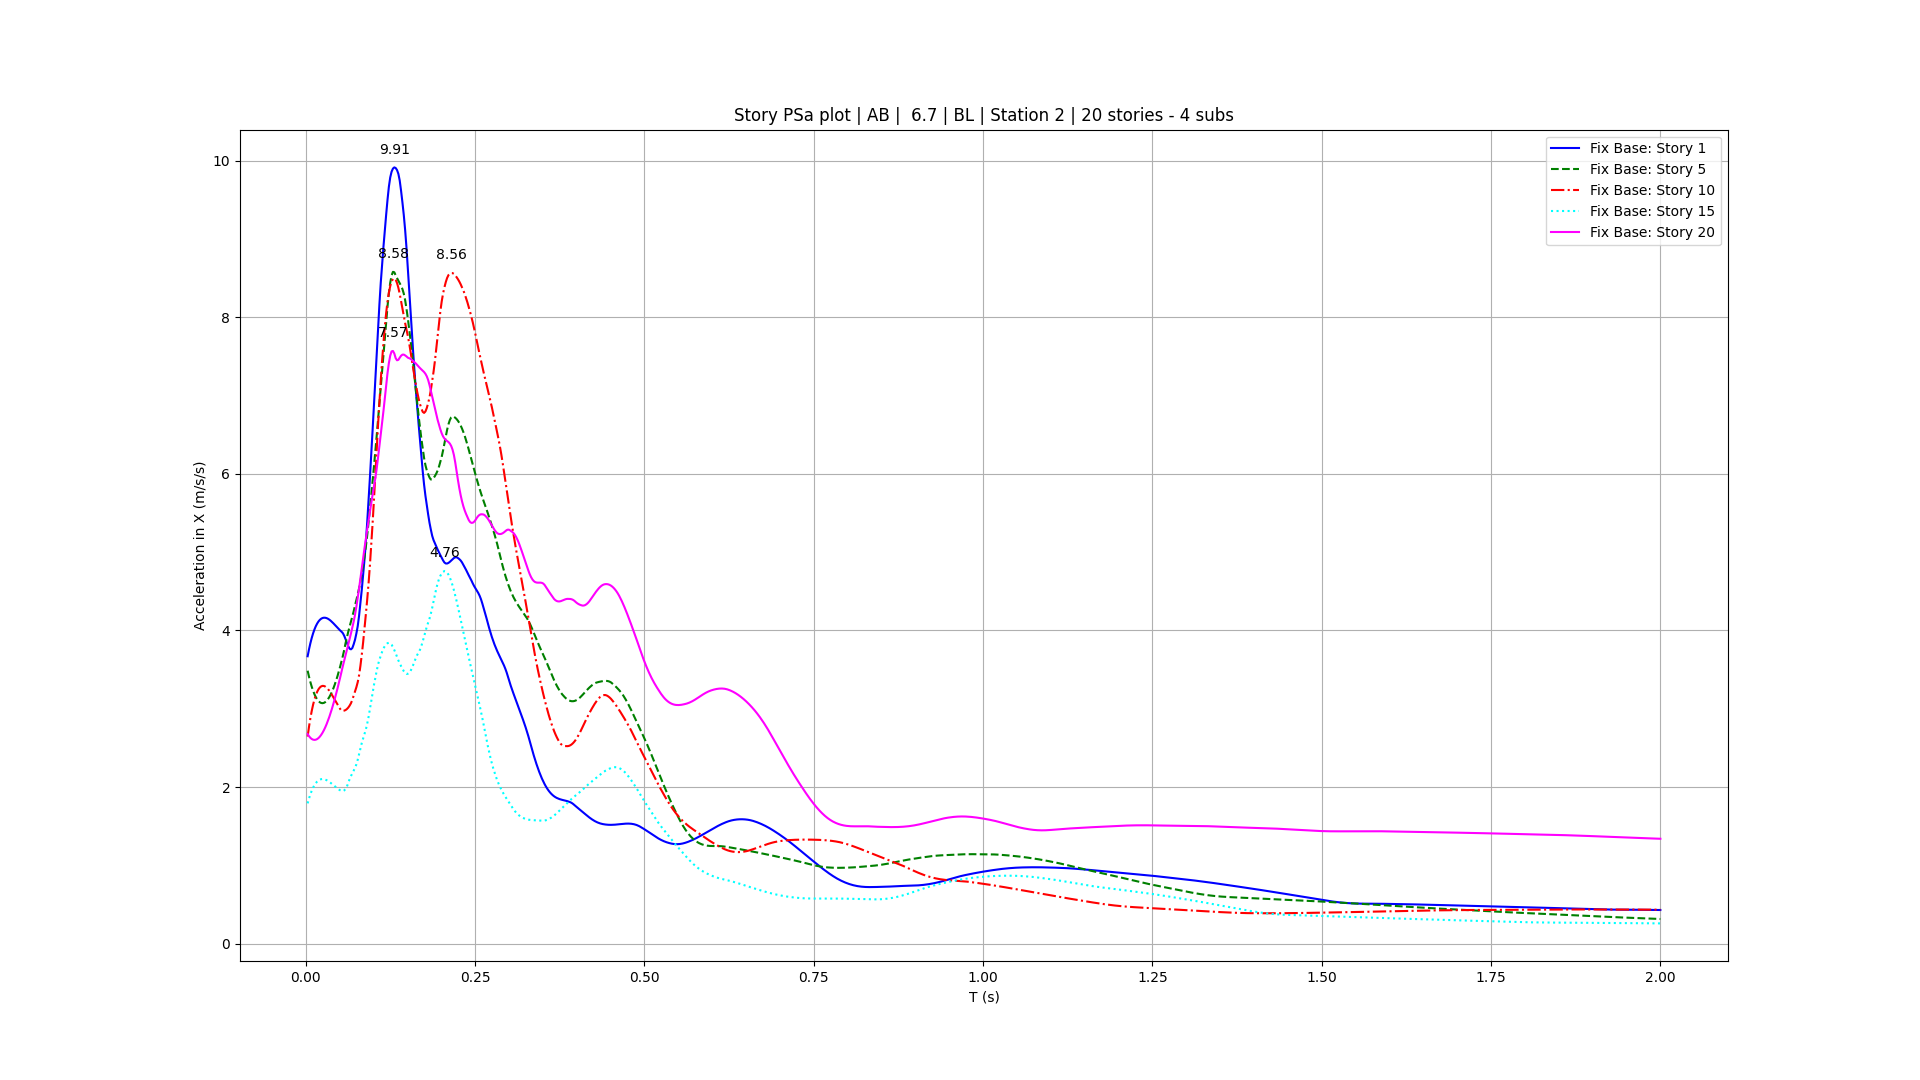 Story PSa plot | AB |  6.7 | BL | Station 2 | 20 stories - 4 subs
Fix Base: Story 1
Fix Base: Story 5
Fix Base: Story 10
Fix Base: Story 15
Fix Base: Story 20
9.91
8.58
8.56
7.57
4.76
Acceleration in X (m/s/s)
10
8
6
4
2
0
0.00
0.25
0.50
0.75
1.00
1.25
1.50
1.75
2.00
T (s)